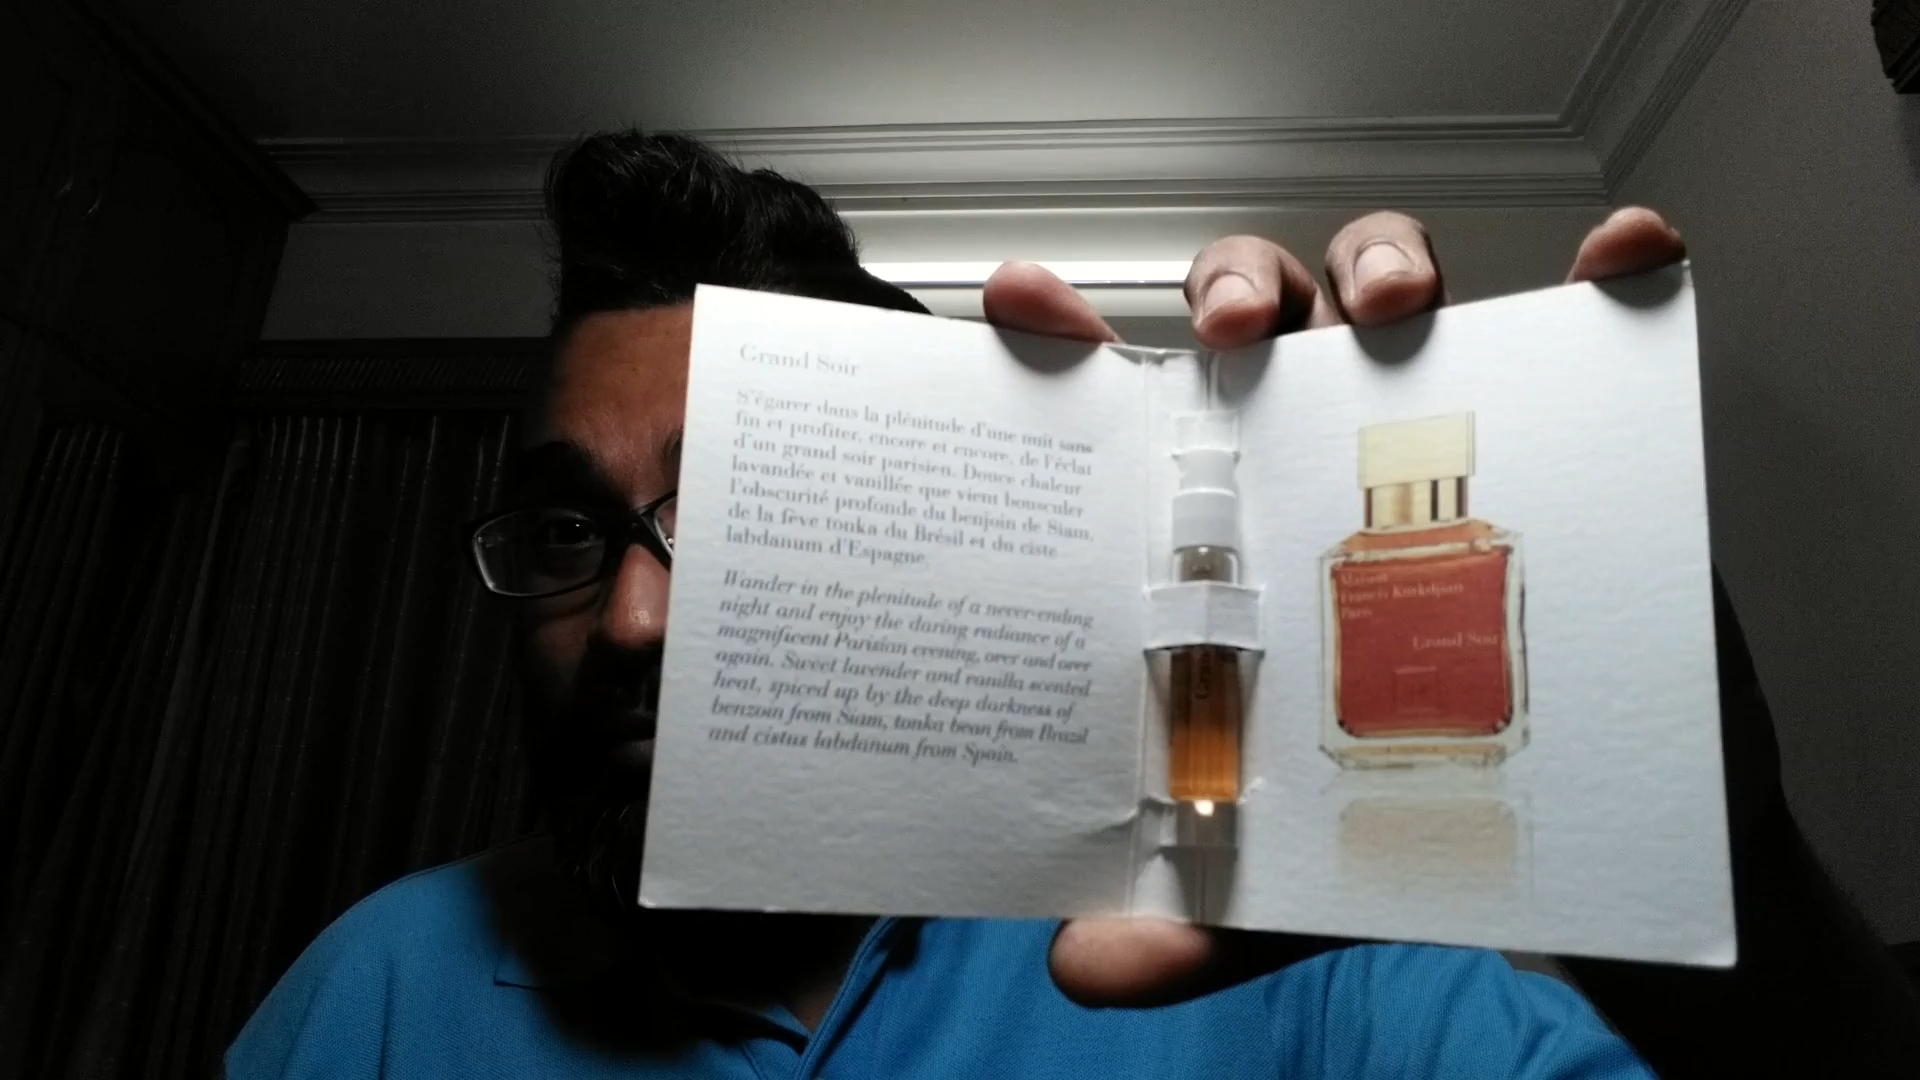 Grand Soir
S'égarer dans la plénitude d'une nuit sans
fin et profiter, encore et encore, de l'éclat
d'un grand soir parisien. Douce chaleur
lavandée et vanillée que vient bousculer
l'obscurité profonde du benjoin de Siam,
de la fève tonka du Brésil et du ciste
labdanum d'Espagne.
Wander in the plenitude of a never-ending
night and enjoy the daring radiance of a
magnificent Parisian evening, over and over
again. Sweet lavender and vanilla scented
heat, spiced up by the deep darkness of
benzoin from Siam, tonka bean from Brazil
and cistus labdanum from Spain.
Maison
Francis Kurkdjian
Paris
Grand Soir